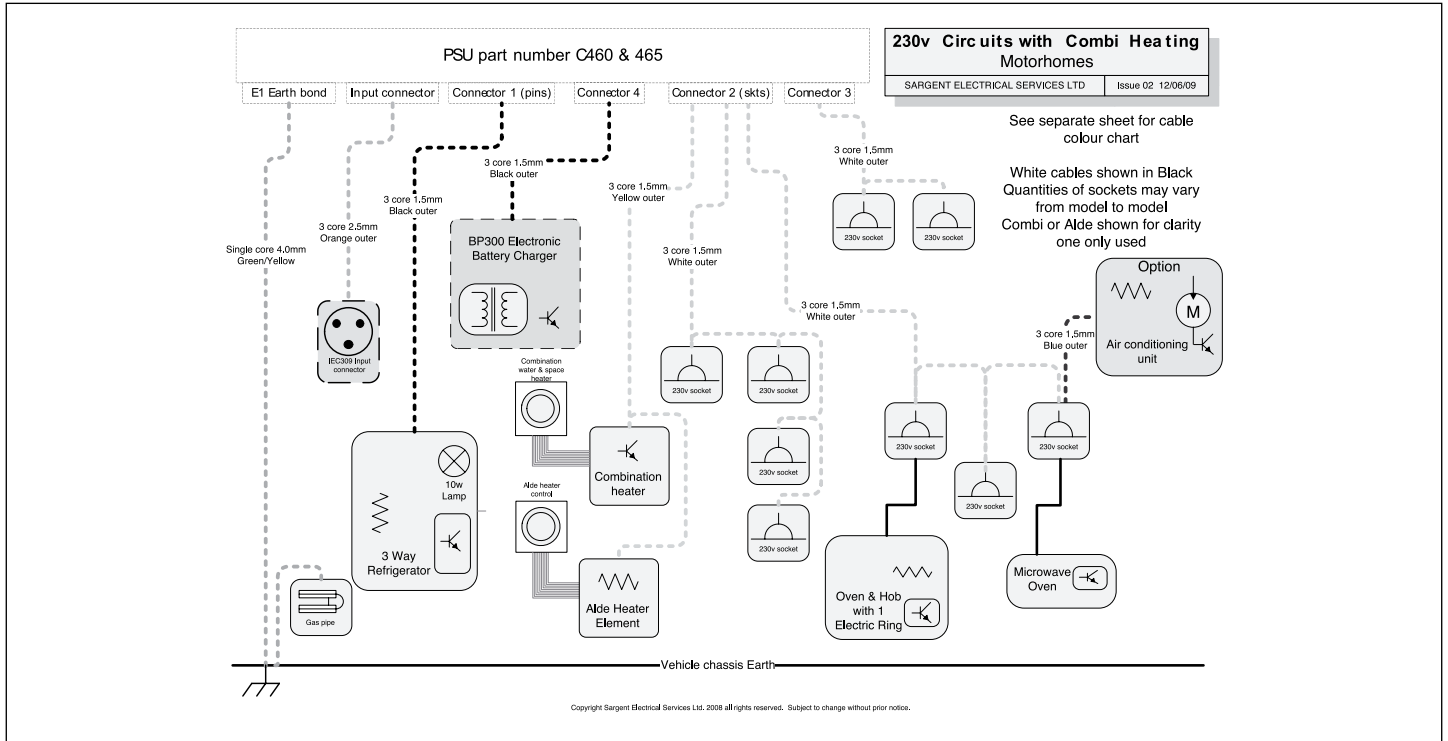 PSU part number C460 & 465
E1 Earth bond
Input connector
Connector 1 (pins)
Connector 4
Connector 2 (skts)
Connector 3
230v Circuits with Combi Heating
Motorhomes
SARGENT ELECTRICAL SERVICES LTD
Issue 02 12/06/09
See separate sheet for cable
colour chart
White cables shown in Black
Quantities of sockets may vary
from model to model
Combi or Alde shown for clarity
one only used
Single core 4.0mm
Green/Yellow
3 core 2.5mm
Orange outer
3 core 1.5mm
Black outer
3 core 1.5mm
Black outer
3 core 1.5mm
Yellow outer
3 core 1.5mm
White outer
3 core 1.5mm
White outer
3 core 1.5mm
White outer
3 core 1.5mm
Blue outer
230v socket
230v socket
BP300 Electronic
Battery Charger
IEC309 Input
connector
Option
M
Air conditioning
unit
Combination
water & space
heater
230v socket
230v socket
230v socket
230v socket
230v socket
230v socket
230v socket
10w
Lamp
3 Way
Refrigerator
Combination
heater
Alde heater
control
Alde Heater
Element
Gas pipe
Oven & Hob
with 1
Electric Ring
Microwave
Oven
Vehicle chassis Earth
Copyright Sargent Electrical Services Ltd. 2008 all rights reserved. Subject to change without prior notice.